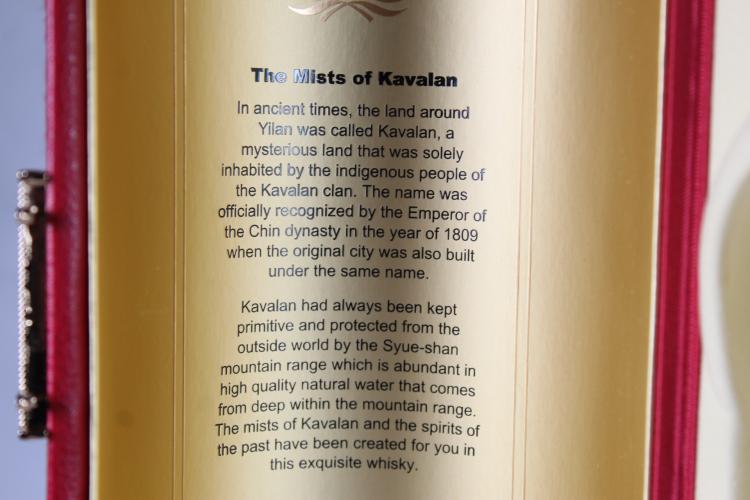 The Mists of Kavalan
In ancient times, the land around
Yilan was called Kavalan, a
mysterious land that was solely
inhabited by the indigenous people of
the Kavalan clan. The name was
officially recognized by the Emperor of
the Chin dynasty in the year of 1809
when the original city was also built
under the same name.
Kavalan had always been kept
primitive and protected from the
outside world by the Syue-shan
mountain range which is abundant in
high quality natural water that comes
from deep within the mountain range.
The mists of Kavalan and the spirits of
the past have been created for you in
this exquisite whisky.